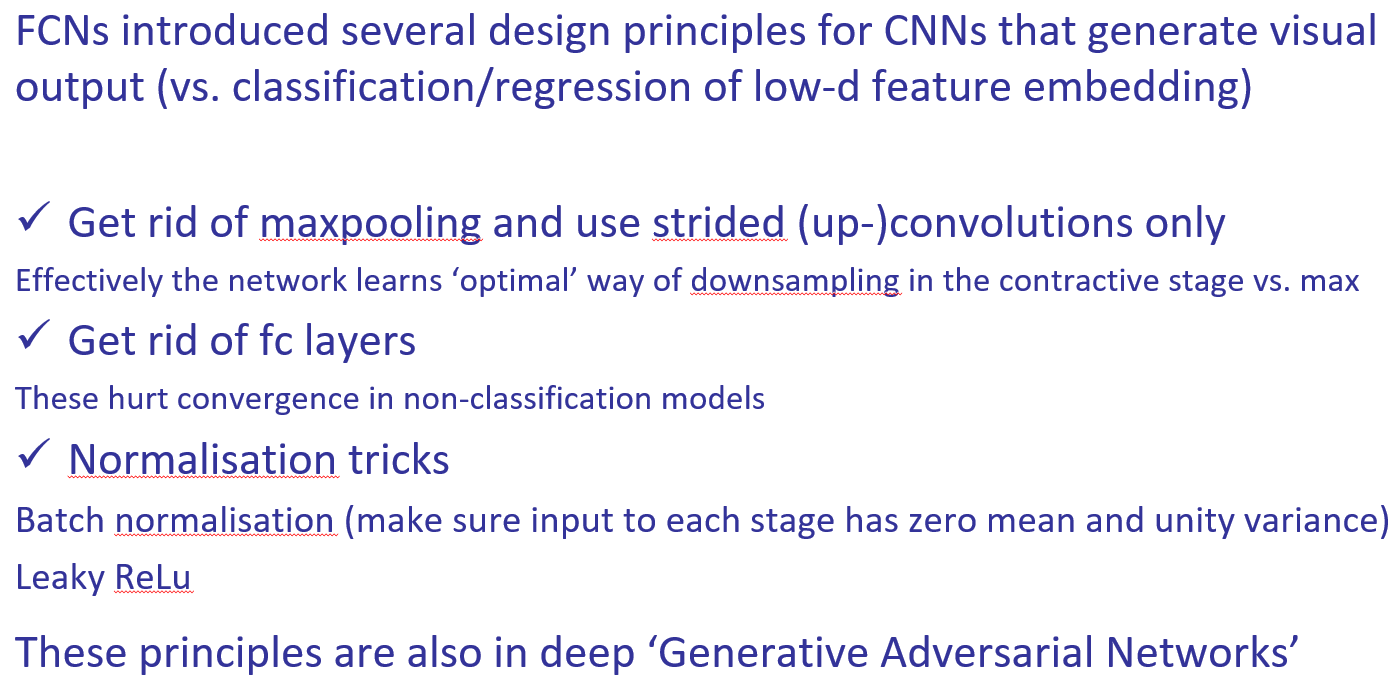 FCNs introduced several design principles for CNNs that generate visual
output (vs. classification/regression of low-d feature embedding)
✓ Get rid of maxpooling and use strided (up-)convolutions only
Effectively the network learns ‘optimal’ way of downsampling in the contractive stage vs. max
✓ Get rid of fc layers
These hurt convergence in non-classification models
✓ Normalisation tricks
Batch normalisation (make sure input to each stage has zero mean and unity variance)
Leaky ReLu
These principles are also in deep ‘Generative Adversarial Networks’